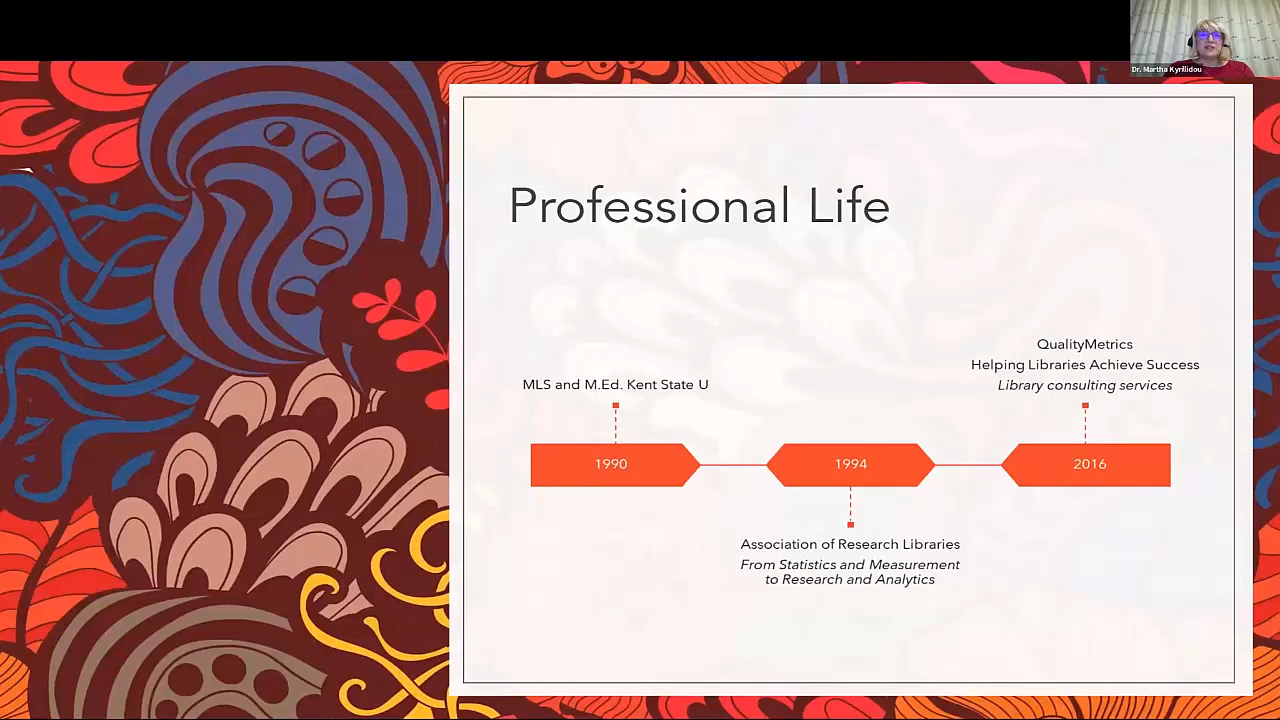 Dr. Martha Kyrillidou
Professional Life
MLS and M.Ed. Kent State U
QualityMetrics
Helping Libraries Achieve Success
Library consulting services
1990
1994
2016
Association of Research Libraries
From Statistics and Measurement
to Research and Analytics